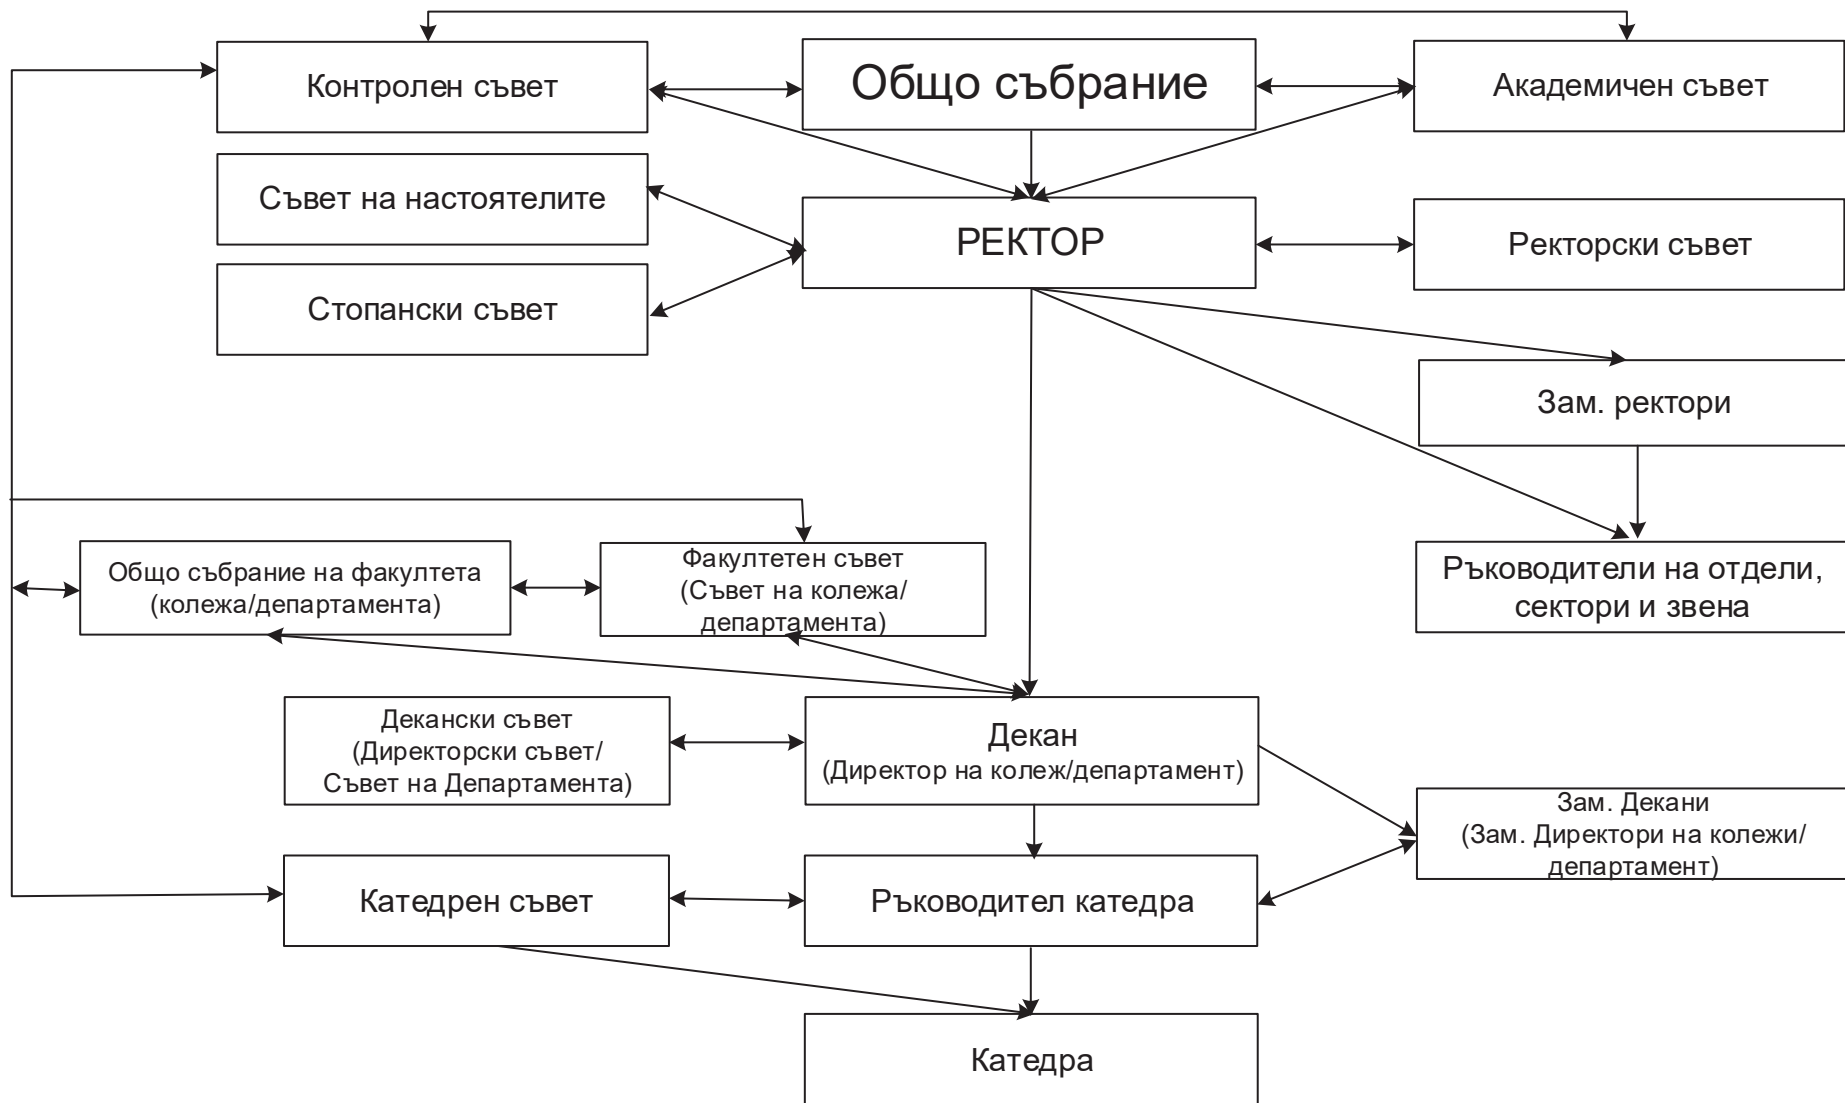 Контролен съвет
Общо събрание
Академичен съвет
Съвет на настоятелите
РЕКТОР
Ректорски съвет
Стопански съвет
Зам. ректори
Общо събрание на факултета
(колежа/департамента)
Факултетен съвет
(Съвет на колежа/
департамента)
Ръководители на отдели,
сектори и звена
Декански съвет
(Директорски съвет/
Съвет на Департамента)
Декан
(Директор на колеж/департамент)
Зам. Декани
(Зам. Директори на колежи/
департамент)
Катедрен съвет
Ръководител катедра
Катедра